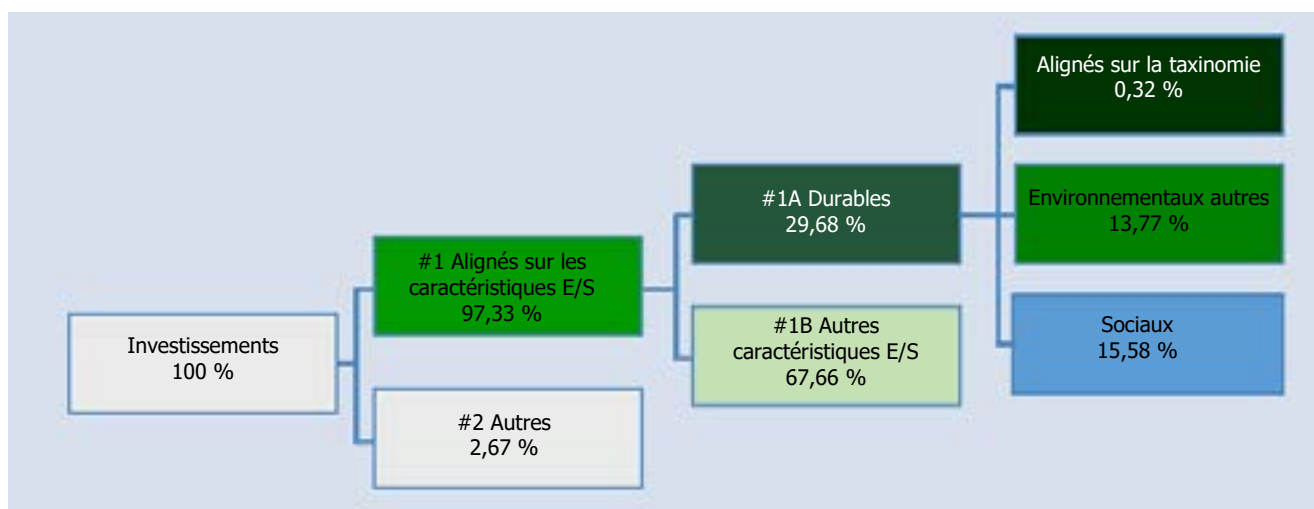 Investissements
100 %
#1 Alignés sur les
caractéristiques E/S
97,33 %
#2 Autres
2,67 %
#1A Durables
29,68 %
#1B Autres
caractéristiques E/S
67,66 %
Alignés sur la taxinomie
0,32 %
Environnementaux autres
13,77 %
Sociaux
15,58 %